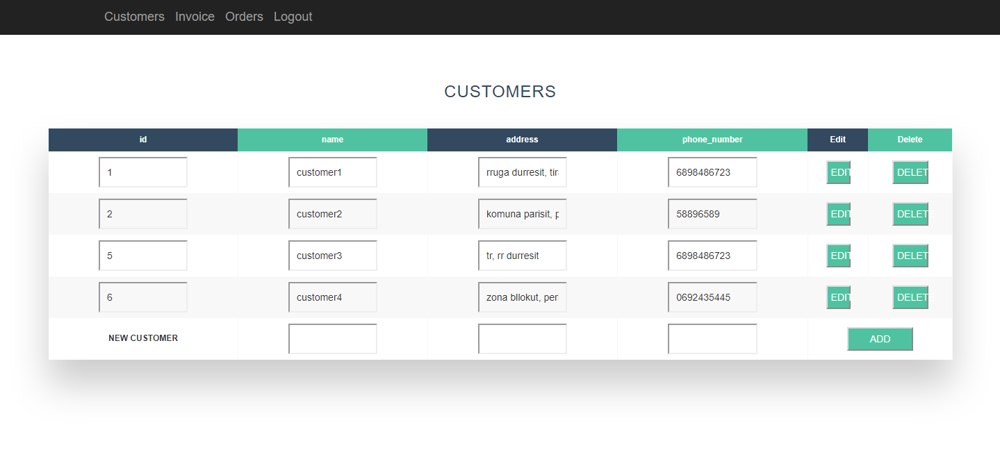 Customers Invoice Orders Logout
CUSTOMERS
id name address phone_number Edit Delete
1 customer1 rruga durresit, tir 6898486723 EDIT DELET
2 customer2 komuna parisit, p 58896589 EDIT DELET
5 customer3 tr, rr durresit 6898486723 EDIT DELET
6 customer4 zona bllokut, per 0692435445 EDIT DELET
NEW CUSTOMER ADD